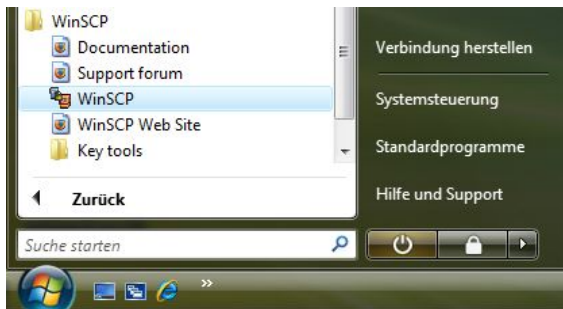 WinSCP
Documentation
Support forum
WinSCP
WinSCP Web Site
Key tools
Zurück
Suche starten
Verbindung herstellen
Systemsteuerung
Standardprogramme
Hilfe und Support
»